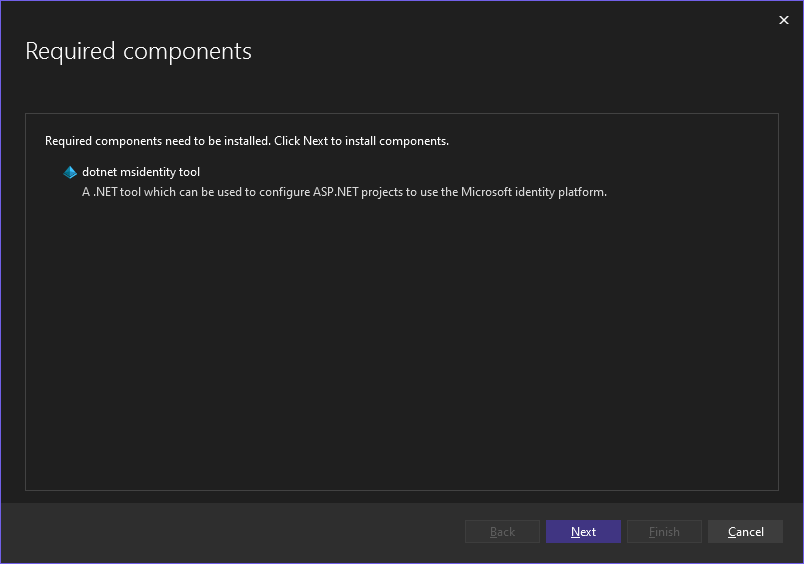 Required components
Required components need to be installed. Click Next to install components.
dotnet msidentity tool
A .NET tool which can be used to configure ASP.NET projects to use the Microsoft identity platform.
Back Next Finish Cancel